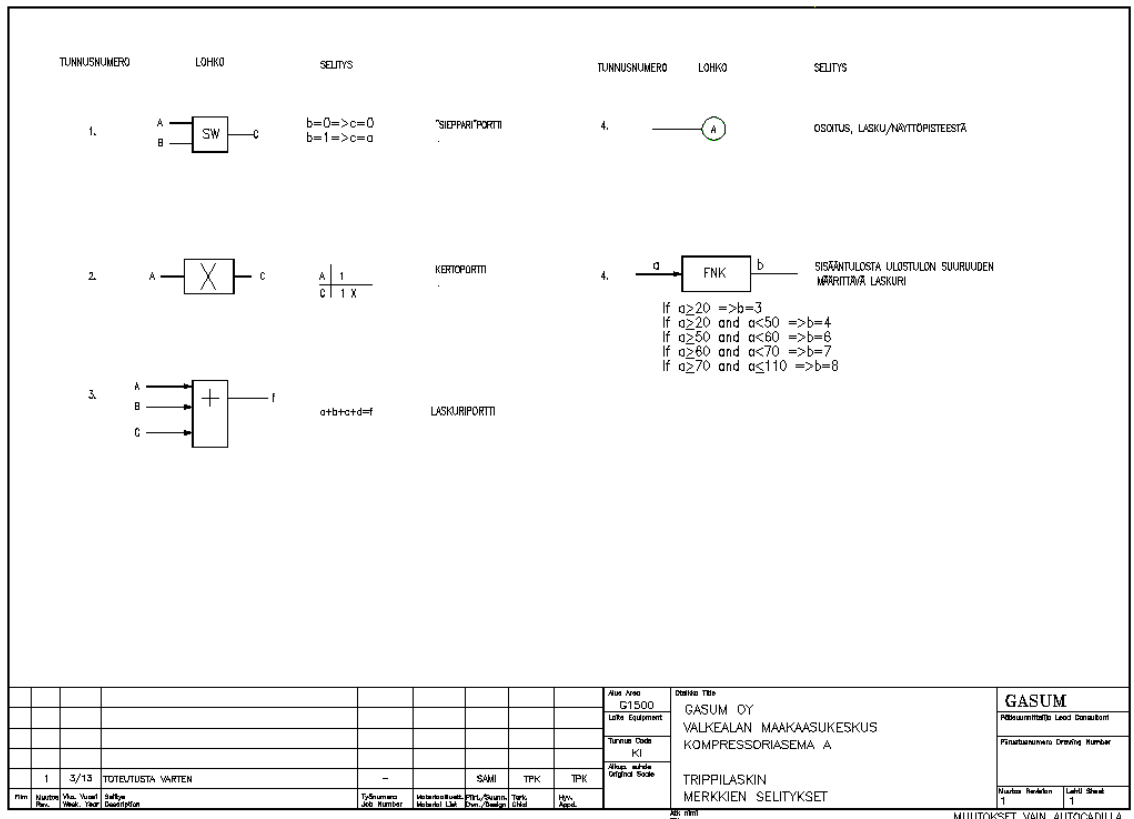 TUNNUSNUMERO LOHKO SELITYS
1. A B SW C
b=0=>c=0
b=1=>c=a
"SIEPPARI"PORTTI
2. A X C
A 1
C 1 X
KERTOPORTTI
3. A B C + f
a+b+a+d=f
LASKURIPORTTI
TUNNUSNUMERO LOHKO SELITYS
4. A OSOITUS, LASKU/NÄYTTÖPISTEESTÄ
4. a FNK b
SISÄÄNTULOSTA ULOSTULON SUURUUDEN
MÄÄRITTÄVÄ LASKURI
If a≥20 =>b=3
If a≥20 and a<50 =>b=4
If a≥50 and a<60 =>b=6
If a≥60 and a<70 =>b=7
If a≥70 and a≤110 =>b=8
1 3/13 TOTEUTUSTA VARTEN – SAMI TPK TPK
Film
Muutos Rev.
Vko. Vuosi
Week. Year
Selitys
Description
Työnumero
Job Number
Materialiluett.
Material List
Piirt./Suunn.
Dwn./Design
Tark.
Chkd
Hyv.
Appd.
Alue Area
G1500
Laite Equipment
Tunnus Code
KI
Alkup. suhde
Original Scale
Otsikko Title
GASUM OY
VALKEALAN MAAKAASUKESKUS
KOMPRESSORIASEMA A
TRIPPILASKIN
MERKKIEN SELITYKSET
GASUM
Pääsuunnittelija Lead Consultant
Piirustusnumero Drawing Number
Muutos Revision
1
Lehti Sheet
1
MUUTOKSET VAIN AUTOCADILLA